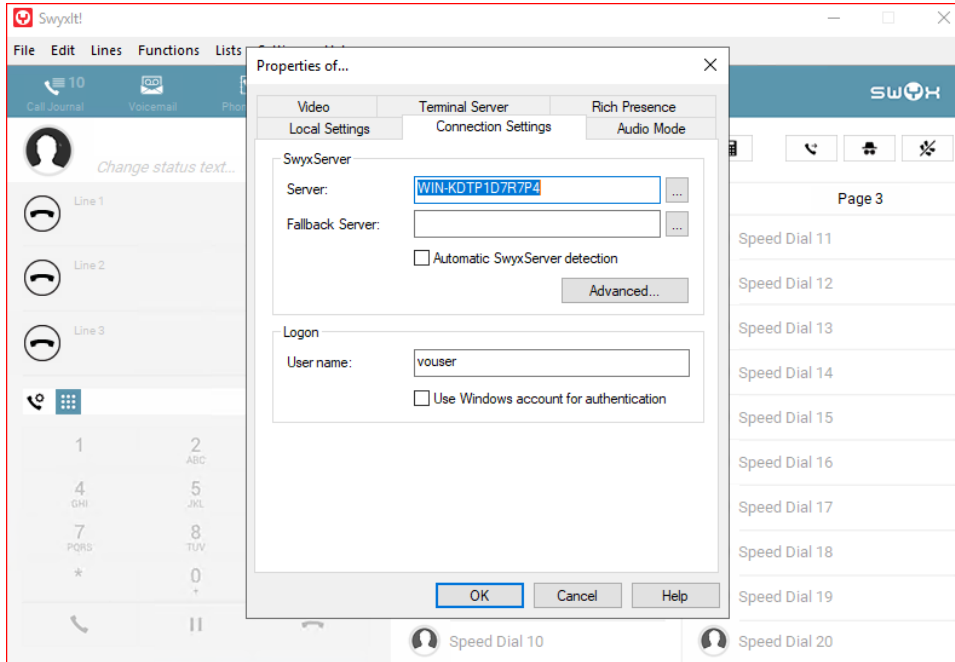 SwyxIt!
File Edit Lines Functions Lists
10
Call Journal Voicemail
swyx
Change status text...
Line 1
Line 2
Line 3
1 2
ABC
4 5
GHI JKL
7 8
PQRS TUV
* 0
+
Properties of...
Video Terminal Server Rich Presence
Local Settings Connection Settings Audio Mode
SwyxServer
Server: WIN-KDTP1D7R7P4 ...
Fallback Server: ...
Automatic SwyxServer detection
Advanced...
Logon
User name: vouser
Use Windows account for authentication
OK Cancel Help
Page 3
Speed Dial 11
Speed Dial 12
Speed Dial 13
Speed Dial 14
Speed Dial 15
Speed Dial 16
Speed Dial 17
Speed Dial 18
Speed Dial 19
Speed Dial 10 Speed Dial 20